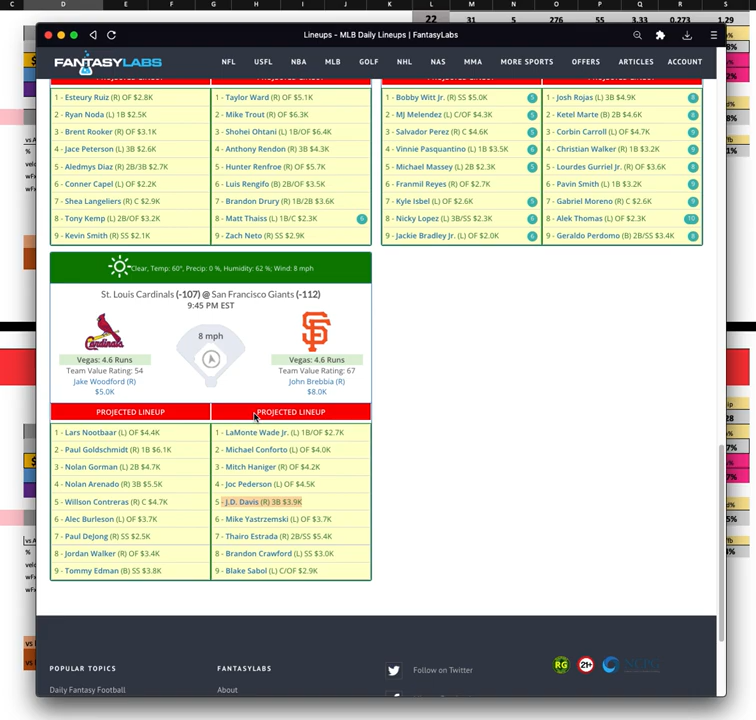 C D E F G H I J K L M N O P Q R S
22 31 5 276 55 3.33 0.273 1.29
Lineups - MLB Daily Lineups | FantasyLabs
FANTASYLABS NFL USFL NBA MLB GOLF NHL NAS MMA MORE SPORTS OFFERS ARTICLES ACCOUNT
1 - Esteury Ruiz (R) OF $2.8K
2 - Ryan Noda (L) 1B $2.5K
3 - Brent Rooker (R) OF $3.1K
4 - Jace Peterson (L) 3B $2.6K
5 - Aledmys Diaz (R) 2B/3B $2.7K
6 - Conner Capel (L) OF $2.2K
7 - Shea Langeliers (R) C $2.9K
8 - Tony Kemp (L) 2B/OF $3.2K
9 - Kevin Smith (R) SS $2.1K
1 - Taylor Ward (R) OF $5.1K
2 - Mike Trout (R) OF $6.3K
3 - Shohei Ohtani (L) 1B/OF $6.4K
4 - Anthony Rendon (R) 3B $4.3K
5 - Hunter Renfroe (R) OF $5.7K
6 - Luis Rengifo (B) 2B/OF $3.5K
7 - Brandon Drury (R) 1B/2B $3.6K
8 - Matt Thaiss (L) 1B/C $2.3K 6
9 - Zach Neto (R) SS $2.9K
1 - Bobby Witt Jr. (R) SS $5.0K
2 - MJ Melendez (L) C/OF $4.3K
3 - Salvador Perez (R) C $4.6K
4 - Vinnie Pasquantino (L) 1B $3.5K
5 - Michael Massey (L) 2B $2.3K
6 - Franmil Reyes (R) OF $2.7K
7 - Kyle Isbel (L) OF $2.6K
8 - Nicky Lopez (L) 3B/SS $2.3K
9 - Jackie Bradley Jr. (L) OF $2.0K
1 - Josh Rojas (L) 3B $4.9K
2 - Ketel Marte (B) 2B $4.6K
3 - Corbin Carroll (L) OF $4.7K
4 - Christian Walker (R) 1B $3.2K
5 - Lourdes Gurriel Jr. (R) OF $3.6K
6 - Pavin Smith (L) 1B $3.2K
7 - Gabriel Moreno (R) C $2.6K
8 - Alek Thomas (L) OF $2.3K 10
9 - Geraldo Perdomo (B) 2B/SS $3.4K
Clear, Temp: 60°, Precip: 0 %, Humidity: 62 %; Wind: 8 mph
St. Louis Cardinals (-107) @ San Francisco Giants (-112)
9:45 PM EST
8 mph
Vegas: 4.6 Runs
Team Value Rating: 54
Jake Woodford (R)
$5.0K
Vegas: 4.6 Runs
Team Value Rating: 67
John Brebbia (R)
$8.0K
PROJECTED LINEUP
1 - Lars Nootbaar (L) OF $4.4K
2 - Paul Goldschmidt (R) 1B $6.1K
3 - Nolan Gorman (L) 2B $4.7K
4 - Nolan Arenado (R) 3B $5.5K
5 - Willson Contreras (R) C $4.7K
6 - Alec Burleson (L) OF $3.7K
7 - Paul DeJong (R) SS $2.5K
8 - Jordan Walker (R) OF $3.4K
9 - Tommy Edman (B) SS $3.8K
PROJECTED LINEUP
1 - LaMonte Wade Jr. (L) 1B/OF $2.7K
2 - Michael Conforto (L) OF $4.0K
3 - Mitch Haniger (R) OF $4.2K
4 - Joc Pederson (L) OF $4.5K
5 - J.D. Davis (R) 3B $3.9K
6 - Mike Yastrzemski (L) OF $3.7K
7 - Thairo Estrada (R) 2B/SS $5.4K
8 - Brandon Crawford (L) SS $3.0K
9 - Blake Sabol (L) C/OF $2.9K
POPULAR TOPICS
Daily Fantasy Football
FANTASYLABS
About
Follow on Twitter
RG 21+ NCPG